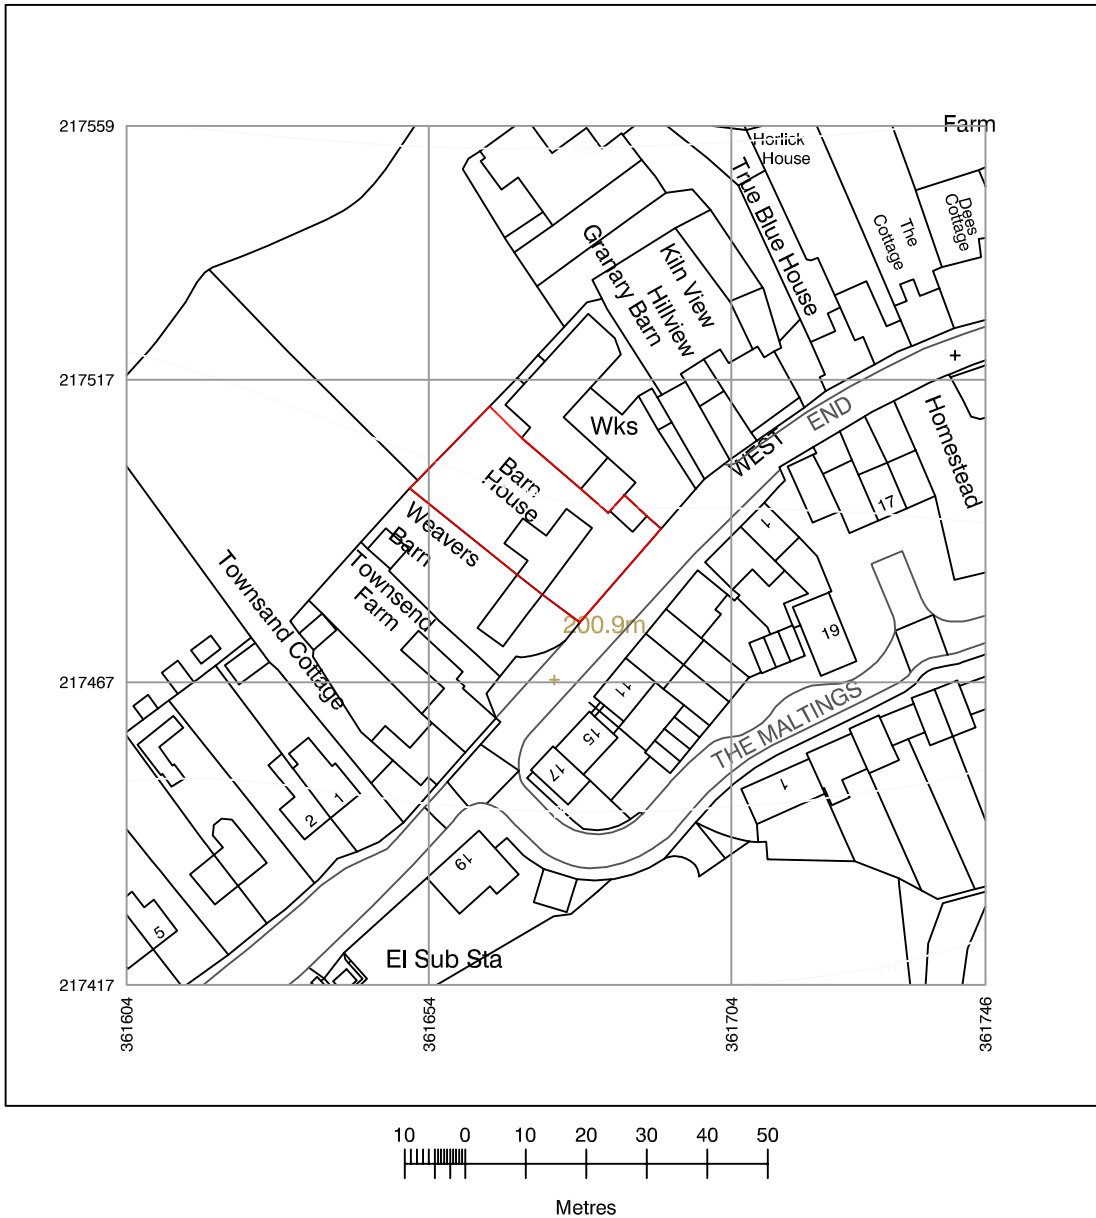 Farm
217559
Horlick
House
True Blue House
Dees
Cottage
The
Cottage
Granary Barn
Kiln View
Hillview
217517
WEST END
Homestead
Wks
Barn
House
17
1
Weavers
Barn
Townsend
Farm
Townsand Cottage
200.9m
19
217467
11
15
17
THE MALTINGS
1
1
2
19
5
El Sub Sta
217417
361604
361654
361704
361746
10 0 10 20 30 40 50
Metres